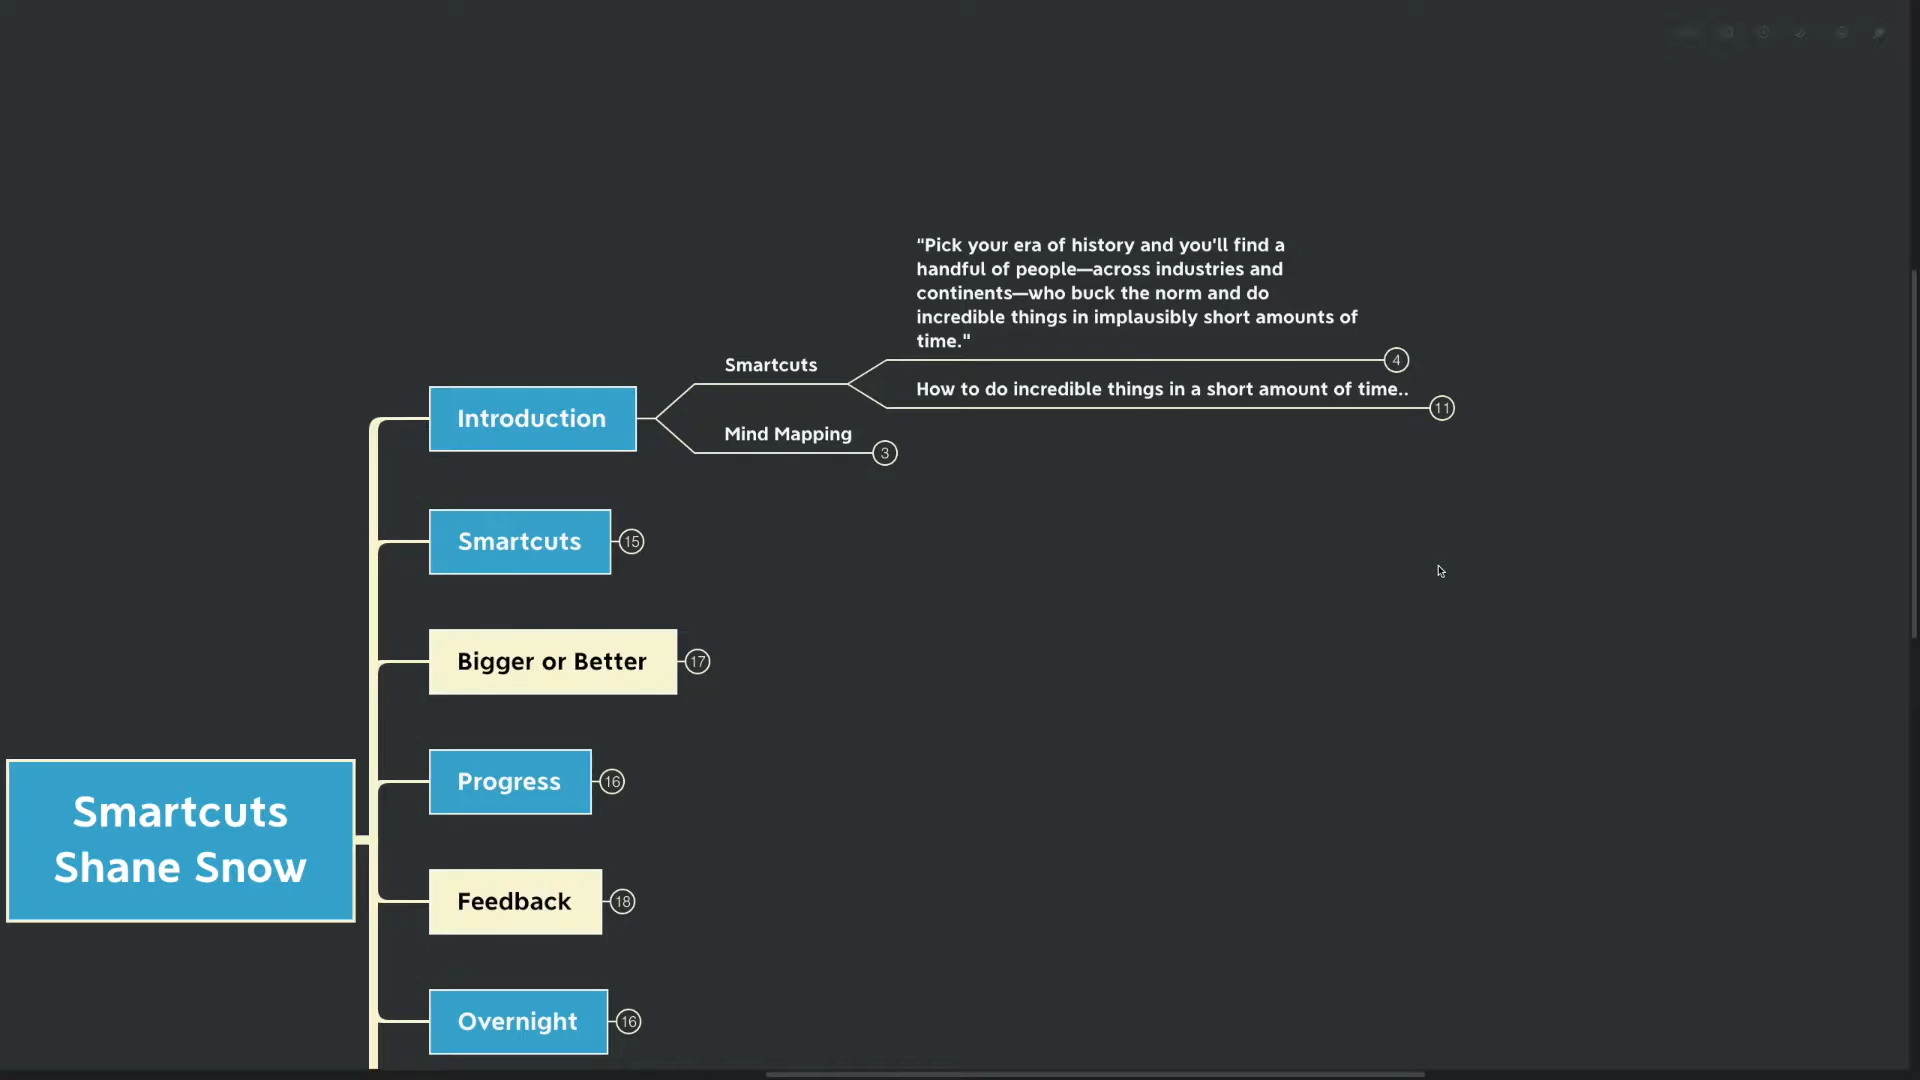 "Pick your era of history and you'll find a
handful of people—across industries and
continents—who buck the norm and do
incredible things in implausibly short amounts of
time."
4
Smartcuts
How to do incredible things in a short amount of time..
11
Introduction
Mind Mapping
3
Smartcuts
15
Bigger or Better
17
Progress
16
Smartcuts
Shane Snow
Feedback
18
Overnight
16